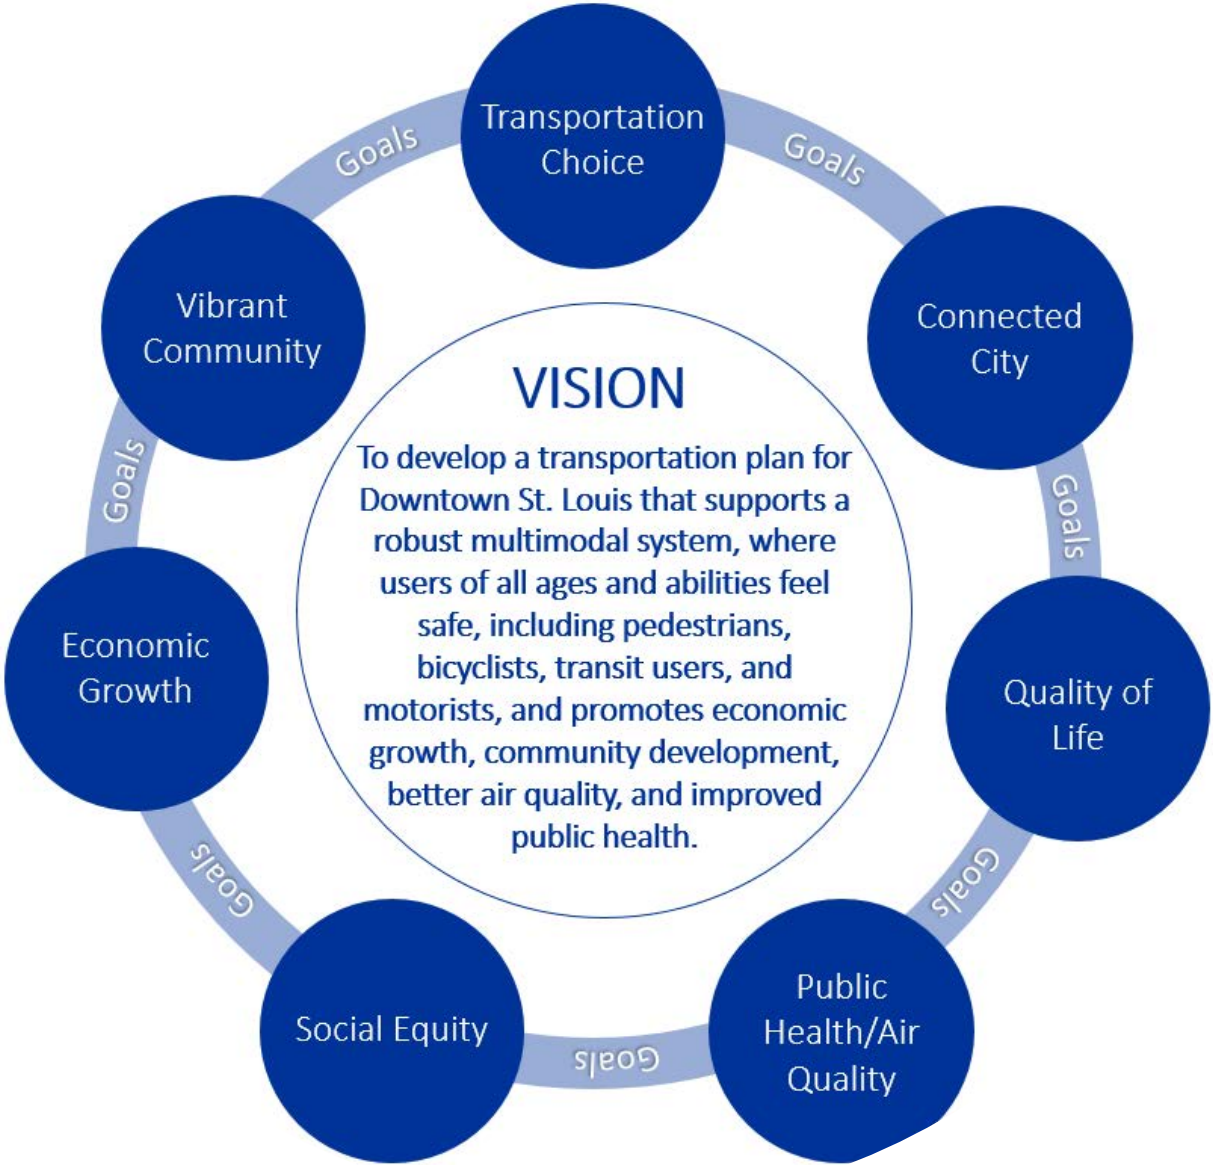 Transportation
Choice
Goals
Connected
City
Goals
Quality of
Life
Goals
Public
Health/Air
Quality
Goals
Social Equity
Goals
Economic
Growth
Goals
Vibrant
Community
Goals
VISION
To develop a transportation plan for
Downtown St. Louis that supports a
robust multimodal system, where
users of all ages and abilities feel
safe, including pedestrians,
bicyclists, transit users, and
motorists, and promotes economic
growth, community development,
better air quality, and improved
public health.